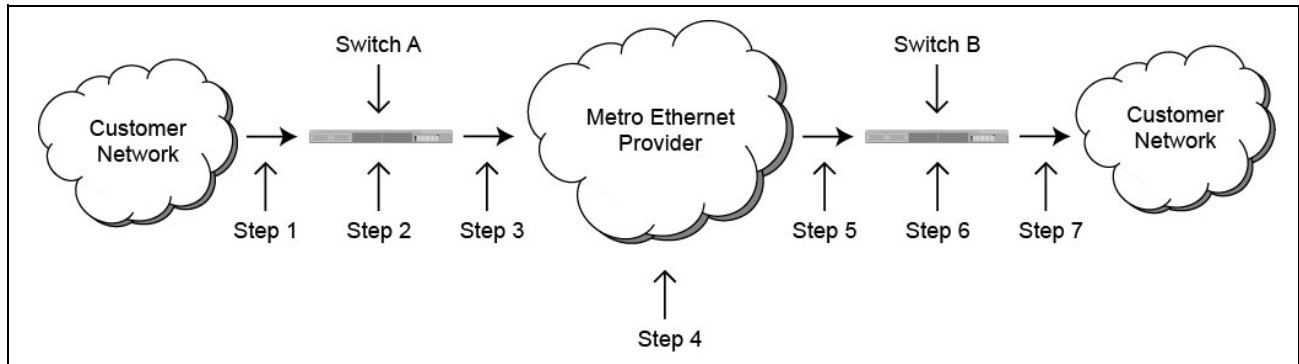 Switch A
Switch B
Customer
Network
Metro Ethernet
Provider
Customer
Network
Step 1
Step 2
Step 3
Step 5
Step 6
Step 7
Step 4